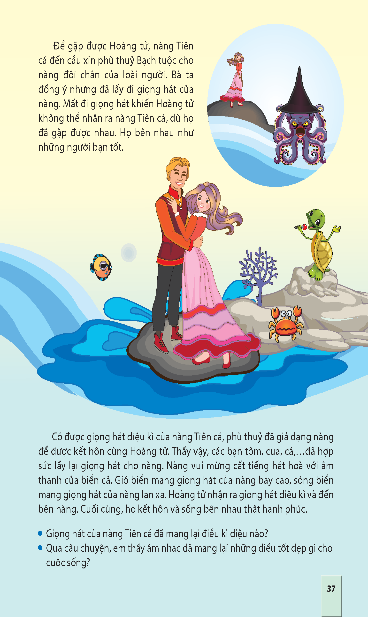 Để gặp được Hoàng tử, nàng Tiên
cá đến cầu xin phù thuỷ Bạch tuộc cho
nàng đôi chân của loài người. Bà ta
đồng ý nhưng đã lấy đi giọng hát của
nàng. Mất đi giọng hát khiến Hoàng tử
không thể nhận ra nàng Tiên cá, dù họ
đã gặp được nhau. Họ bên nhau như
những người bạn tốt.
Có được giọng hát diệu kì của nàng Tiên cá, phù thuỷ đã giả dạng nàng
để được kết hôn cùng Hoàng tử. Thấy vậy, các bạn tôm, cua, cá,... đã hợp
sức lấy lại giọng hát cho nàng. Nàng vui mừng cất tiếng hát hoà với âm
thanh của biển cả. Gió biển mang giọng hát của nàng bay cao, sóng biển
mang giọng hát của nàng lan xa. Hoàng tử nhận ra giọng hát diệu kì và đến
bên nàng. Cuối cùng, họ kết hôn và sống bên nhau thật hạnh phúc.
• Giọng hát của nàng Tiên cá đã mang lại điều kì diệu nào?
• Qua câu chuyện, em thấy âm nhạc đã mang lại những điều tốt đẹp gì cho
cuộc sống?
37